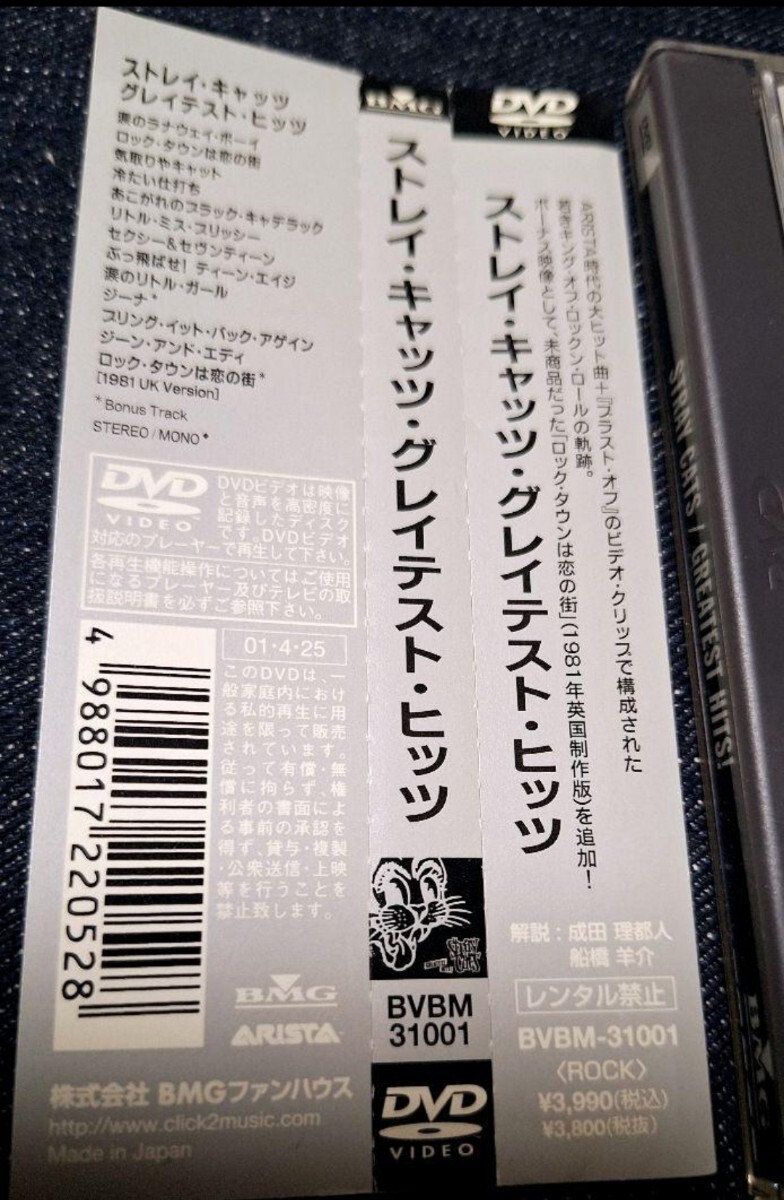 ストレイ・キャッツ
グレイテスト・ヒッツ
涙のラナウェイ・ボーイ
ロック・タウンは恋の街
気取りやキャット
冷たい仕打ち
あこがれのブラック・キャデラック
リトル・ミス・プリッシー
セクシー&セヴンティーン
ぶっ飛ばせ!ティーン・エイジ
涙のリトル・ガール
ジーナ*
ブリング・イット・バック・アゲイン
ジーン・アンド・エディ
ロック・タウンは恋の街*
[1981 UK Version]
*Bonus Track
STEREO/MONO*
DVD
VIDEO
DVDビデオは映像
と音声を高密度に
記録したディスク
です。DVDビデオ
対応のプレーヤーで再生して下さい。
各再生機能操作についてはご使用
になるプレーヤー及びテレビの取
扱説明書を必ずご参照下さい。
4 988017 220528
01・4・25
このDVDは、一
般家庭内におけ
る私的再生に用
途を限って販売
されています。
従って有償・無
償に拘らず、権
利者の書面によ
る事前の承認を
得ず、貸与・複製
・公衆送信・上映
等を行うことを
禁止致します。
BMG
ARISTA
株式会社 BMGファンハウス
http://www.click2music.com
Made in Japan
BMG
ストレイ・キャッツ・グレイテスト・ヒッツ
STRAY
CATS
BVBM
31001
DVD
VIDEO
DVD
VIDEO
ARISTA時代の大ヒット曲+『ブラスト・オフ』のビデオ・クリップで構成された
若きキング・オブ・ロックン・ロールの軌跡。
ボーナス映像として、未商品だった「ロック・タウンは恋の街」(1981年英国制作版)を追加!
ストレイ・キャッツ・グレイテスト・ヒッツ
解説:成田 理都人
船橋 羊介
レンタル禁止
BVBM-31001
〈ROCK〉
¥3,990(税込)
¥3,800(税抜)
STRAY CATS / GREATEST HITS!
BMG